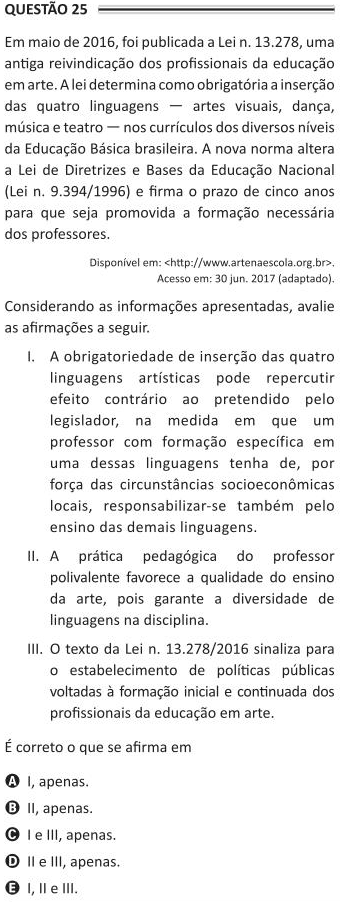 QUESTÃO 25
Em maio de 2016, foi publicada a Lei n. 13.278, uma
antiga reivindicação dos profissionais da educação
em arte. A lei determina como obrigatória a inserção
das quatro linguagens — artes visuais, dança,
música e teatro — nos currículos dos diversos níveis
da Educação Básica brasileira. A nova norma altera
a Lei de Diretrizes e Bases da Educação Nacional
(Lei n. 9.394/1996) e firma o prazo de cinco anos
para que seja promovida a formação necessária
dos professores.
Disponível em: <http://www.artenaescola.org.br>.
Acesso em: 30 jun. 2017 (adaptado).
Considerando as informações apresentadas, avalie
as afirmações a seguir.
I. A obrigatoriedade de inserção das quatro
linguagens artísticas pode repercutir
efeito contrário ao pretendido pelo
legislador, na medida em que um
professor com formação específica em
uma dessas linguagens tenha de, por
força das circunstâncias socioeconômicas
locais, responsabilizar-se também pelo
ensino das demais linguagens.
II. A prática pedagógica do professor
polivalente favorece a qualidade do ensino
da arte, pois garante a diversidade de
linguagens na disciplina.
III. O texto da Lei n. 13.278/2016 sinaliza para
o estabelecimento de políticas públicas
voltadas à formação inicial e continuada dos
profissionais da educação em arte.
É correto o que se afirma em
A I, apenas.
B II, apenas.
C I e III, apenas.
D II e III, apenas.
E I, II e III.